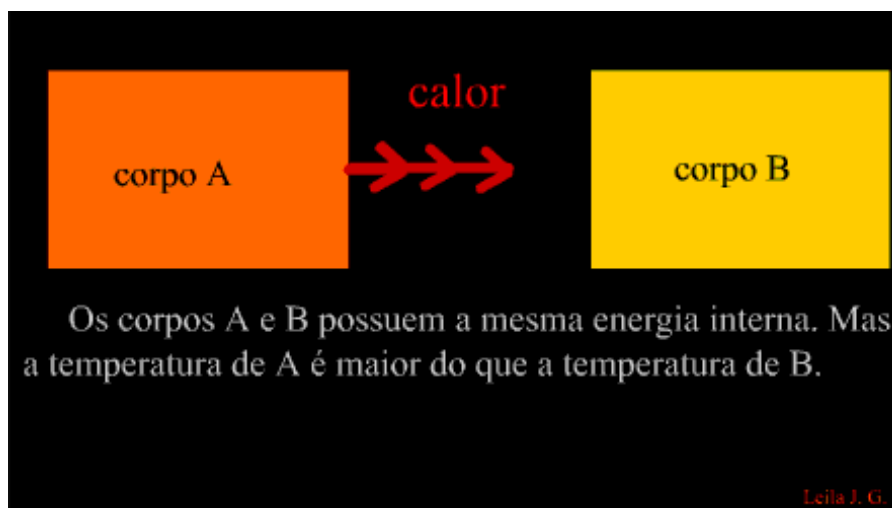 calor
corpo A
corpo B
Os corpos A e B possuem a mesma energia interna. Mas
a temperatura de A é maior do que a temperatura de B.
Leila J. G.